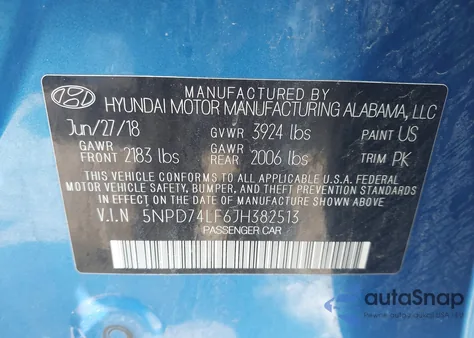 MANUFACTURED BY
HYUNDAI MOTOR MANUFACTURING ALABAMA, LLC
Jun/27/18 GVWR 3924 lbs PAINT US
GAWR FRONT 2183 lbs GAWR REAR 2006 lbs TRIM PK
THIS VEHICLE CONFORMS TO ALL APPLICABLE U.S.A. FEDERAL
MOTOR VEHICLE SAFETY, BUMPER, AND THEFT PREVENTION STANDARDS
IN EFFECT ON THE DATE OF MANUFACTURE SHOWN ABOVE.
V.I.N 5NPD74LF6JH382513
PASSENGER CAR
autoSnap